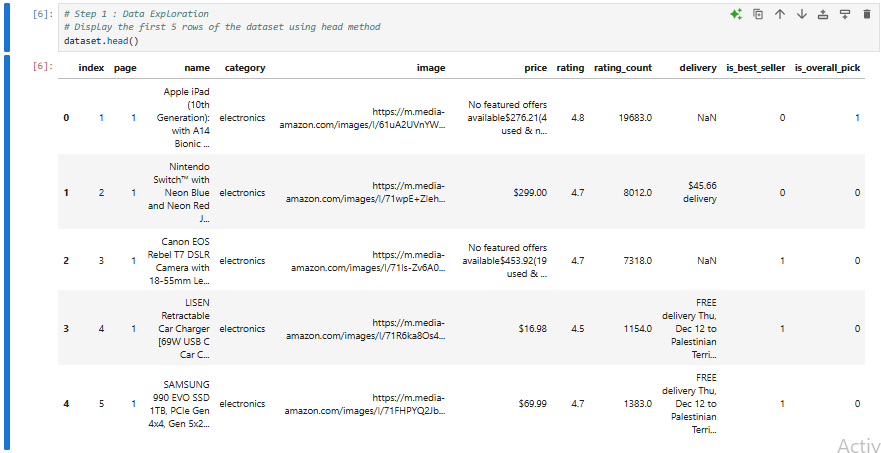 [6]: # Step 1 : Data Exploration
# Display the first 5 rows of the dataset using head method
dataset.head()
[6]: index page name category image price rating rating_count delivery is_best_seller is_overall_pick
0 1 1 Apple iPad (10th Generation): with A14 Bionic ... electronics https://m.media-amazon.com/images/I/61uA2UVnYW... No featured offers available$276.21(4 used & n... 4.8 19683.0 NaN 0 1
1 2 1 Nintendo Switch™ with Neon Blue and Neon Red J... electronics https://m.media-amazon.com/images/I/71wpE+ZIeh... $299.00 4.7 8012.0 $45.66 delivery 0 0
2 3 1 Canon EOS Rebel T7 DSLR Camera with 18-55mm Le... electronics https://m.media-amazon.com/images/I/71ls-Zv6A0... No featured offers available$453.92(19 used & ... 4.7 7318.0 NaN 1 0
3 4 1 LISEN Retractable Car Charger [69W USB C Car C... electronics https://m.media-amazon.com/images/I/71R6ka8Os4... $16.98 4.5 1154.0 FREE delivery Thu, Dec 12 to Palestinian Terri... 1 0
4 5 1 SAMSUNG 990 EVO SSD 1TB, PCIe Gen 4x4, Gen 5x2... electronics https://m.media-amazon.com/images/I/71FHPYQ2Jb... $69.99 4.7 1383.0 FREE delivery Thu, Dec 12 to Palestinian Terri... 1 0
Activ